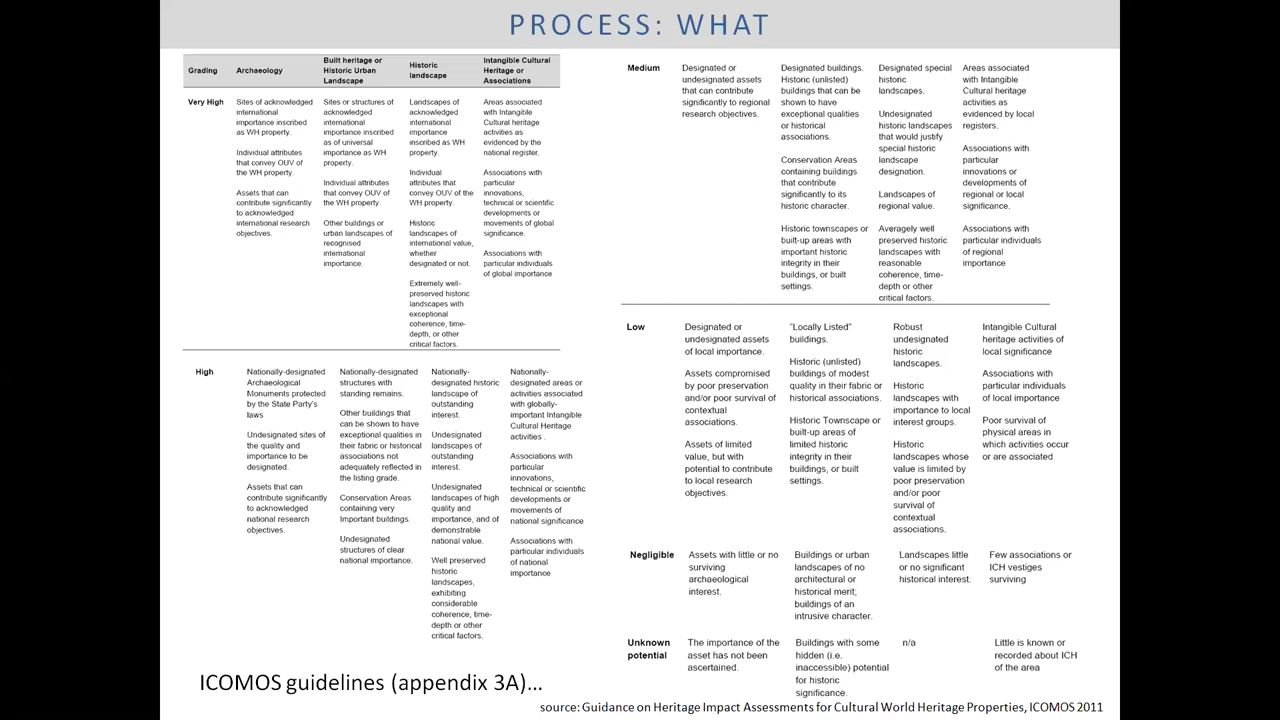 PROCESS: WHAT
Grading
Archaeology
Built heritage or
Historic Urban
Landscape
Historic
landscape
Intangible Cultural
Heritage or
Associations
Very High
Sites of acknowledged
international
importance inscribed
as WH property.
Individual attributes
that convey OUV of
the WH property.
Assets that can
contribute significantly
to acknowledged
international research
objectives.
Sites or structures of
acknowledged
international
importance inscribed
as of universal
importance as WH
property.
Individual attributes
that convey OUV of
the WH property.
Other buildings or
urban landscapes of
recognised
international
importance.
Landscapes of
acknowledged
international
importance
inscribed as WH
property.
Individual
attributes that
convey OUV of the
WH property.
Historic
landscapes of
international value,
whether
designated or not.
Extremely well-
preserved historic
landscapes with
exceptional
coherence, time-
depth, or other
critical factors.
Areas associated
with Intangible
Cultural heritage
activities as
evidenced by the
national register.
Associations with
particular
innovations,
technical or scientific
developments or
movements of global
significance.
Associations with
particular individuals
of global importance
High
Nationally-designated
Archaeological
Monuments protected
by the State Party's
laws
Undesignated sites of
the quality and
importance to be
designated.
Assets that can
contribute significantly
to acknowledged
national research
objectives.
Nationally-designated
structures with
standing remains.
Other buildings that
can be shown to have
exceptional qualities in
their fabric or historical
associations not
adequately reflected in
the listing grade.
Conservation Areas
containing very
Important buildings.
Undesignated
structures of clear
national importance.
Nationally-
designated historic
landscape of
outstanding
interest.
Undesignated
landscapes of
outstanding
interest.
Undesignated
landscapes of high
quality and
importance, and of
demonstrable
national value.
Well preserved
historic
landscapes,
exhibiting
considerable
coherence, time-
depth or other
critical factors.
Nationally-
designated areas or
activities associated
with globally-
important Intangible
Cultural Heritage
activities .
Associations with
particular
innovations,
technical or scientific
developments or
movements of
national significance
Associations with
particular individuals
of national
importance
Medium
Designated or
undesignated assets
that can contribute
significantly to regional
research objectives.
Designated buildings.
Historic (unlisted)
buildings that can be
shown to have
exceptional qualities
or historical
associations.
Conservation Areas
containing buildings
that contribute
significantly to its
historic character.
Historic townscapes or
built-up areas with
important historic
integrity in their
buildings, or built
settings.
Designated special
historic
landscapes.
Undesignated
historic landscapes
that would justify
special historic
landscape
designation.
Landscapes of
regional value.
Averagely well
preserved historic
landscapes with
reasonable
coherence, time-
depth or other
critical factors.
Areas associated
with Intangible
Cultural heritage
activities as
evidenced by local
registers.
Associations with
particular
innovations or
developments of
regional or local
significance.
Associations with
particular individuals
of regional
importance
Low
Designated or
undesignated assets
of local importance.
Assets compromised
by poor preservation
and/or poor survival of
contextual
associations.
Assets of limited
value, but with
potential to contribute
to local research
objectives.
"Locally Listed"
buildings.
Historic (unlisted)
buildings of modest
quality in their fabric or
historical associations.
Historic Townscape or
built-up areas of
limited historic
integrity in their
buildings, or built
settings.
Robust
undesignated
historic
landscapes.
Historic
landscapes with
importance to local
interest groups.
Historic
landscapes whose
value is limited by
poor preservation
and/or poor
survival of
contextual
associations.
Intangible Cultural
heritage activities of
local significance
Associations with
particular individuals
of local importance
Poor survival of
physical areas in
which activities occur
or are associated
Negligible
Assets with little or no
surviving
archaeological
interest.
Buildings or urban
landscapes of no
architectural or
historical merit;
buildings of an
intrusive character.
Landscapes little
or no significant
historical interest.
Few associations or
ICH vestiges
surviving
Unknown
potential
The importance of the
asset has not been
ascertained.
Buildings with some
hidden (i.e.
inaccessible) potential
for historic
significance.
n/a
Little is known or
recorded about ICH
of the area
ICOMOS guidelines (appendix 3A)…
source: Guidance on Heritage Impact Assessments for Cultural World Heritage Properties, ICOMOS 2011